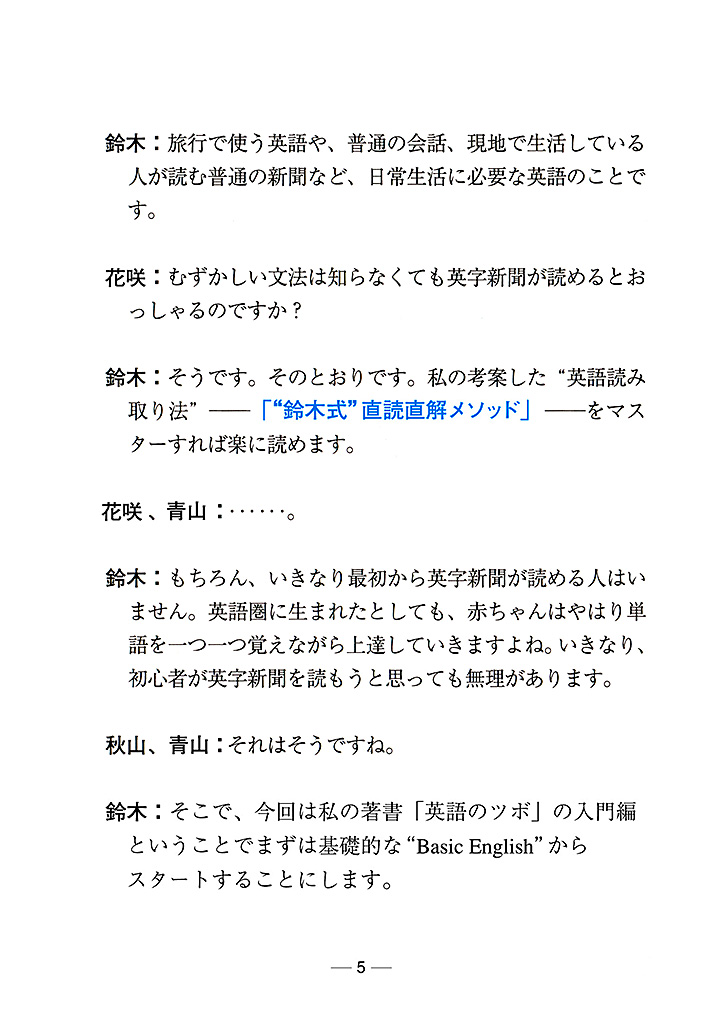 鈴木：旅行で使う英語や、普通の会話、現地で生活している
人が読む普通の新聞など、日常生活に必要な英語のことで
す。
花咲：むずかしい文法は知らなくても英字新聞が読めるとお
っしゃるのですか？
鈴木：そうです。そのとおりです。私の考案した“英語読み
取り法”――「“鈴木式”直読直解メソッド」――をマス
ターすれば楽に読めます。
花咲、青山：‥‥‥。
鈴木：もちろん、いきなり最初から英字新聞が読める人はい
ません。英語圏に生まれたとしても、赤ちゃんはやはり単
語を一つ一つ覚えながら上達していきますよね。いきなり、
初心者が英字新聞を読もうと思っても無理があります。
秋山、青山：それはそうですね。
鈴木：そこで、今回は私の著書「英語のツボ」の入門編
ということでまずは基礎的な“Basic English”から
スタートすることにします。
― 5 ―